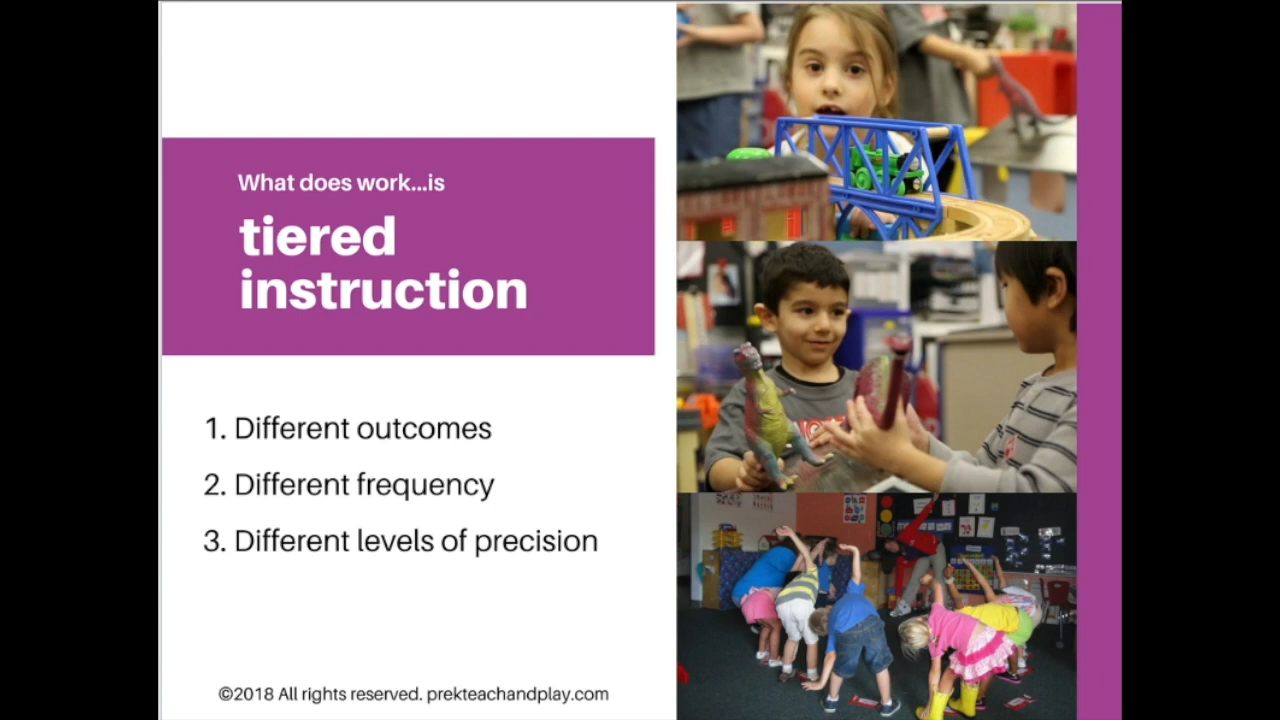 What does work...is
tiered
instruction
1. Different outcomes
2. Different frequency
3. Different levels of precision
©2018 All rights reserved. prekteachandplay.com